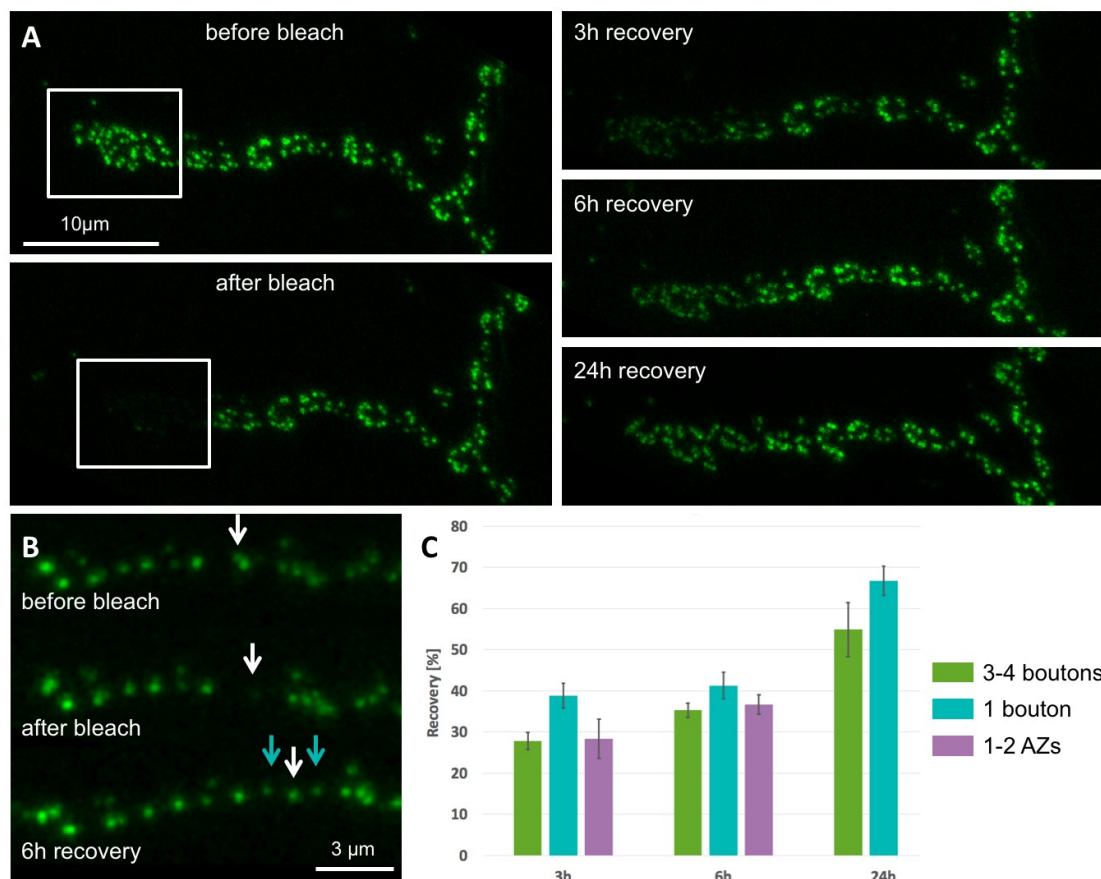 A
before bleach
10µm
after bleach
3h recovery
6h recovery
24h recovery
B
before bleach
after bleach
6h recovery
3 µm
C
80
70
60
50
40
30
20
10
0
Recovery [%]
3h
6h
24h
3-4 boutons
1 bouton
1-2 AZs